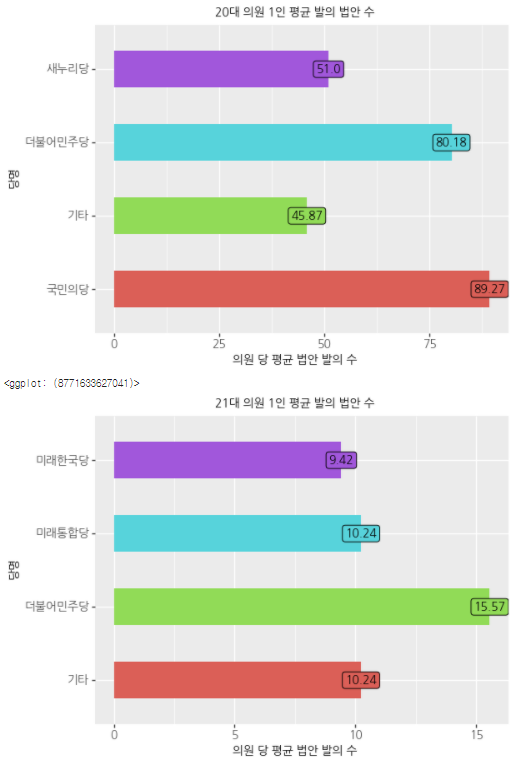 20대 의원 1인 평균 발의 법안 수
새누리당
51.0
더불어민주당
80.18
당명
기타
45.87
국민의당
89.27
0 25 50 75
의원 당 평균 법안 발의 수
<ggplot: (8771633627041)>
21대 의원 1인 평균 발의 법안 수
미래한국당
9.42
미래통합당
10.24
당명
더불어민주당
15.57
기타
10.24
0 5 10 15
의원 당 평균 법안 발의 수